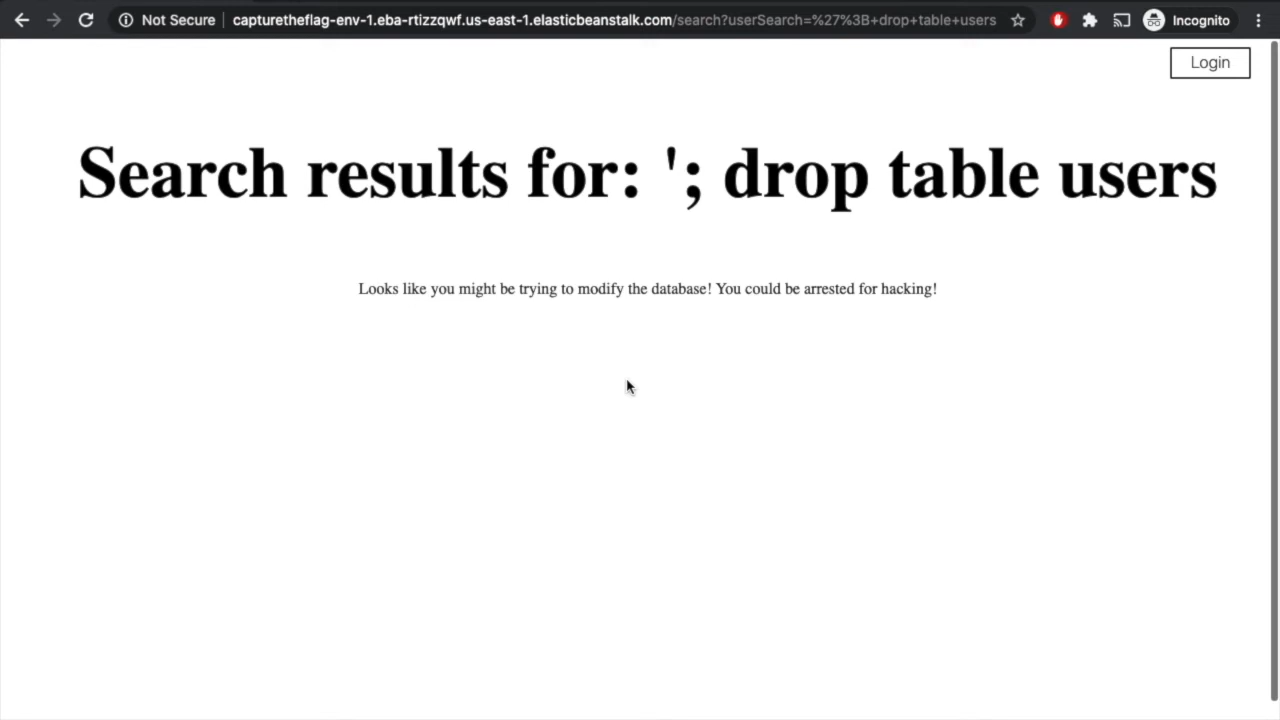 Not Secure
capturetheflag-env-1.eba-rtizzqwf.us-east-1.elasticbeanstalk.com/search?userSearch=%27%3B+drop+table+users
Incognito
Login
Search results for: '; drop table users
Looks like you might be trying to modify the database! You could be arrested for hacking!